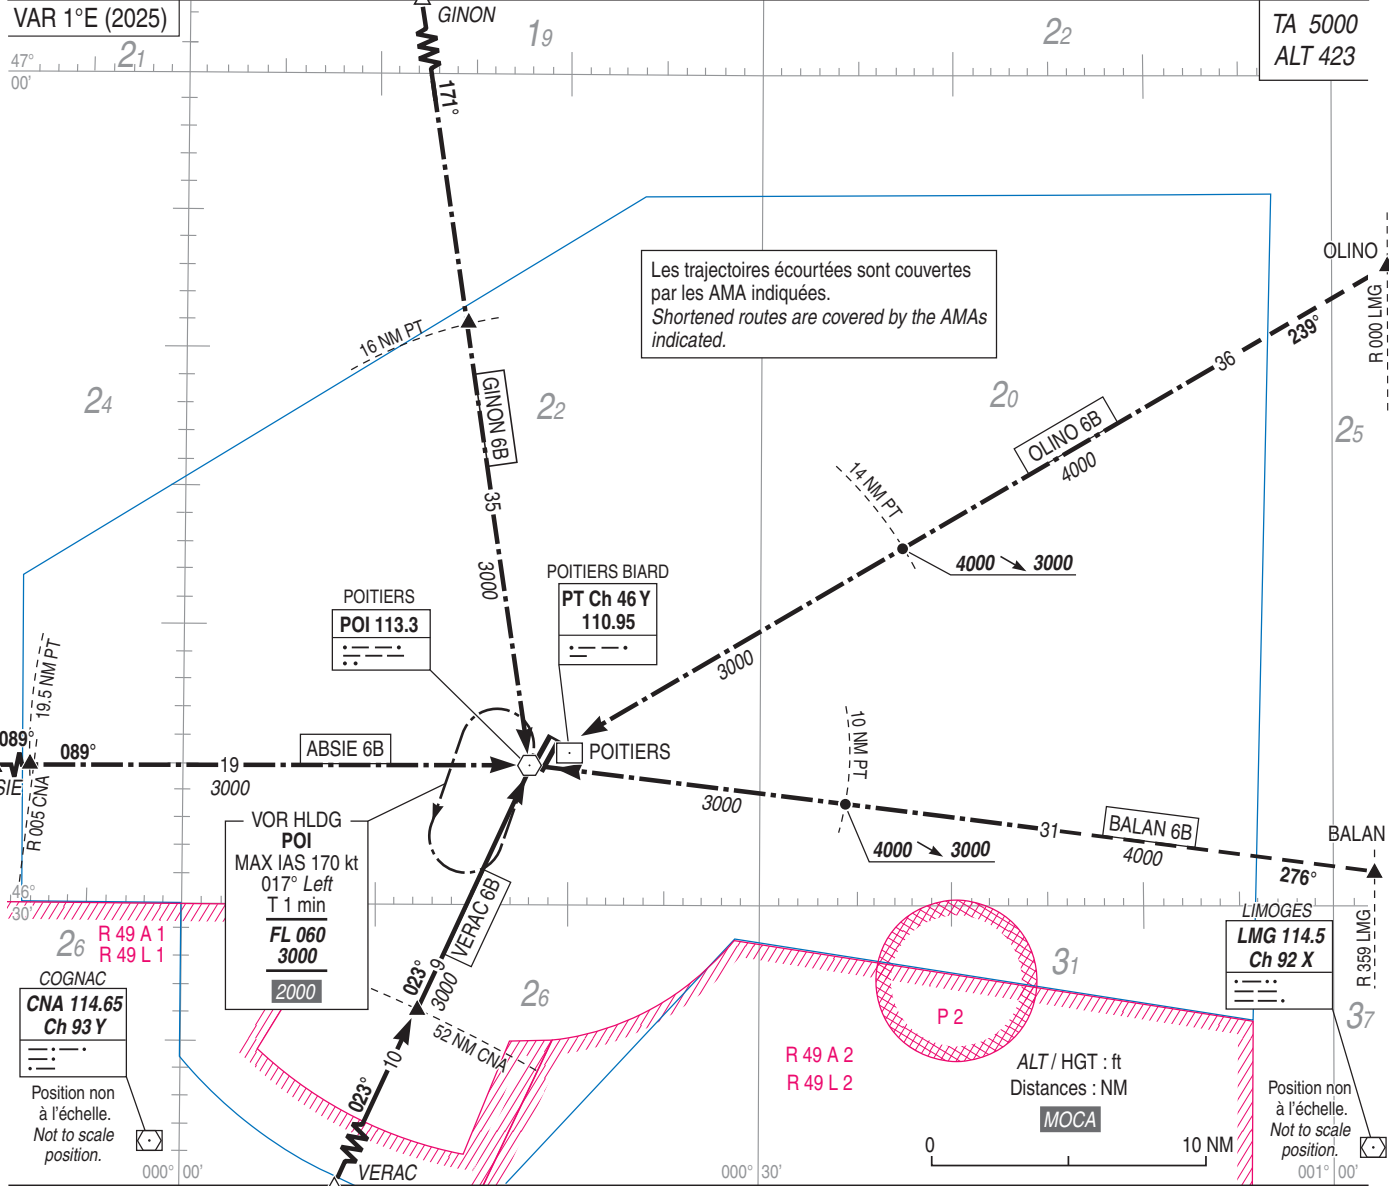 VAR 1°E (2025)
GINON
19
22
TA 5000
ALT 423
21
47°
00'
171°
OLINO
R 000 LMG
239°
Les trajectoires écourtées sont couvertes
par les AMA indiquées.
Shortened routes are covered by the AMAs
indicated.
16 NM PT
36
24
GINON 6B
22
20
OLINO 6B
4000
25
14 NM PT
35
4000 ↘ 3000
3000
POITIERS
POI 113.3
POITIERS BIARD
PT Ch 46 Y
110.95
3000
19.5 NM PT
089°
089°
ABSIE 6B
POITIERS
10 NM PT
19
3000
SIE
R 005 CNA
3000
31
BALAN 6B
4000
BALAN
276°
4000 ↘ 3000
VOR HLDG
POI
MAX IAS 170 kt
017° Left
T 1 min
FL 060
3000
2000
46°
30'
VERAC 6B
R 359 LMG
LIMOGES
LMG 114.5
Ch 92 X
26
R 49 A 1
R 49 L 1
COGNAC
CNA 114.65
Ch 93 Y
023°
9
3000
26
31
37
P 2
52 NM CNA
10
R 49 A 2
R 49 L 2
ALT / HGT : ft
Distances : NM
MOCA
Position non
à l'échelle.
Not to scale
position.
023°
Position non
à l'échelle.
Not to scale
position.
0
10 NM
VERAC
000° 00'
000° 30'
001° 00'